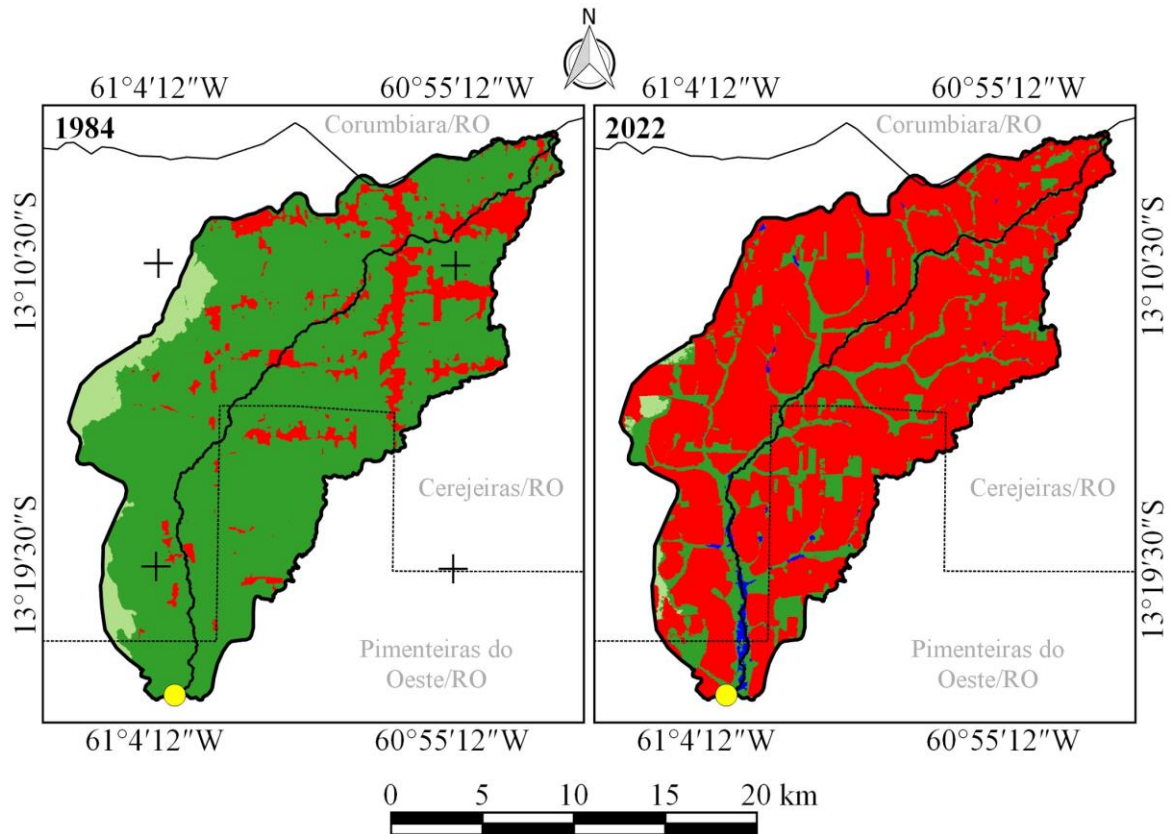 N
61°4′12″W
60°55′12″W
61°4′12″W
60°55′12″W
1984
Corumbiara/RO
2022
Corumbiara/RO
13°10′30″S
13°10′30″S
Cerejeiras/RO
Cerejeiras/RO
13°19′30″S
13°19′30″S
Pimenteiras do
Oeste/RO
Pimenteiras do
Oeste/RO
61°4′12″W
60°55′12″W
61°4′12″W
60°55′12″W
0 5 10 15 20 km